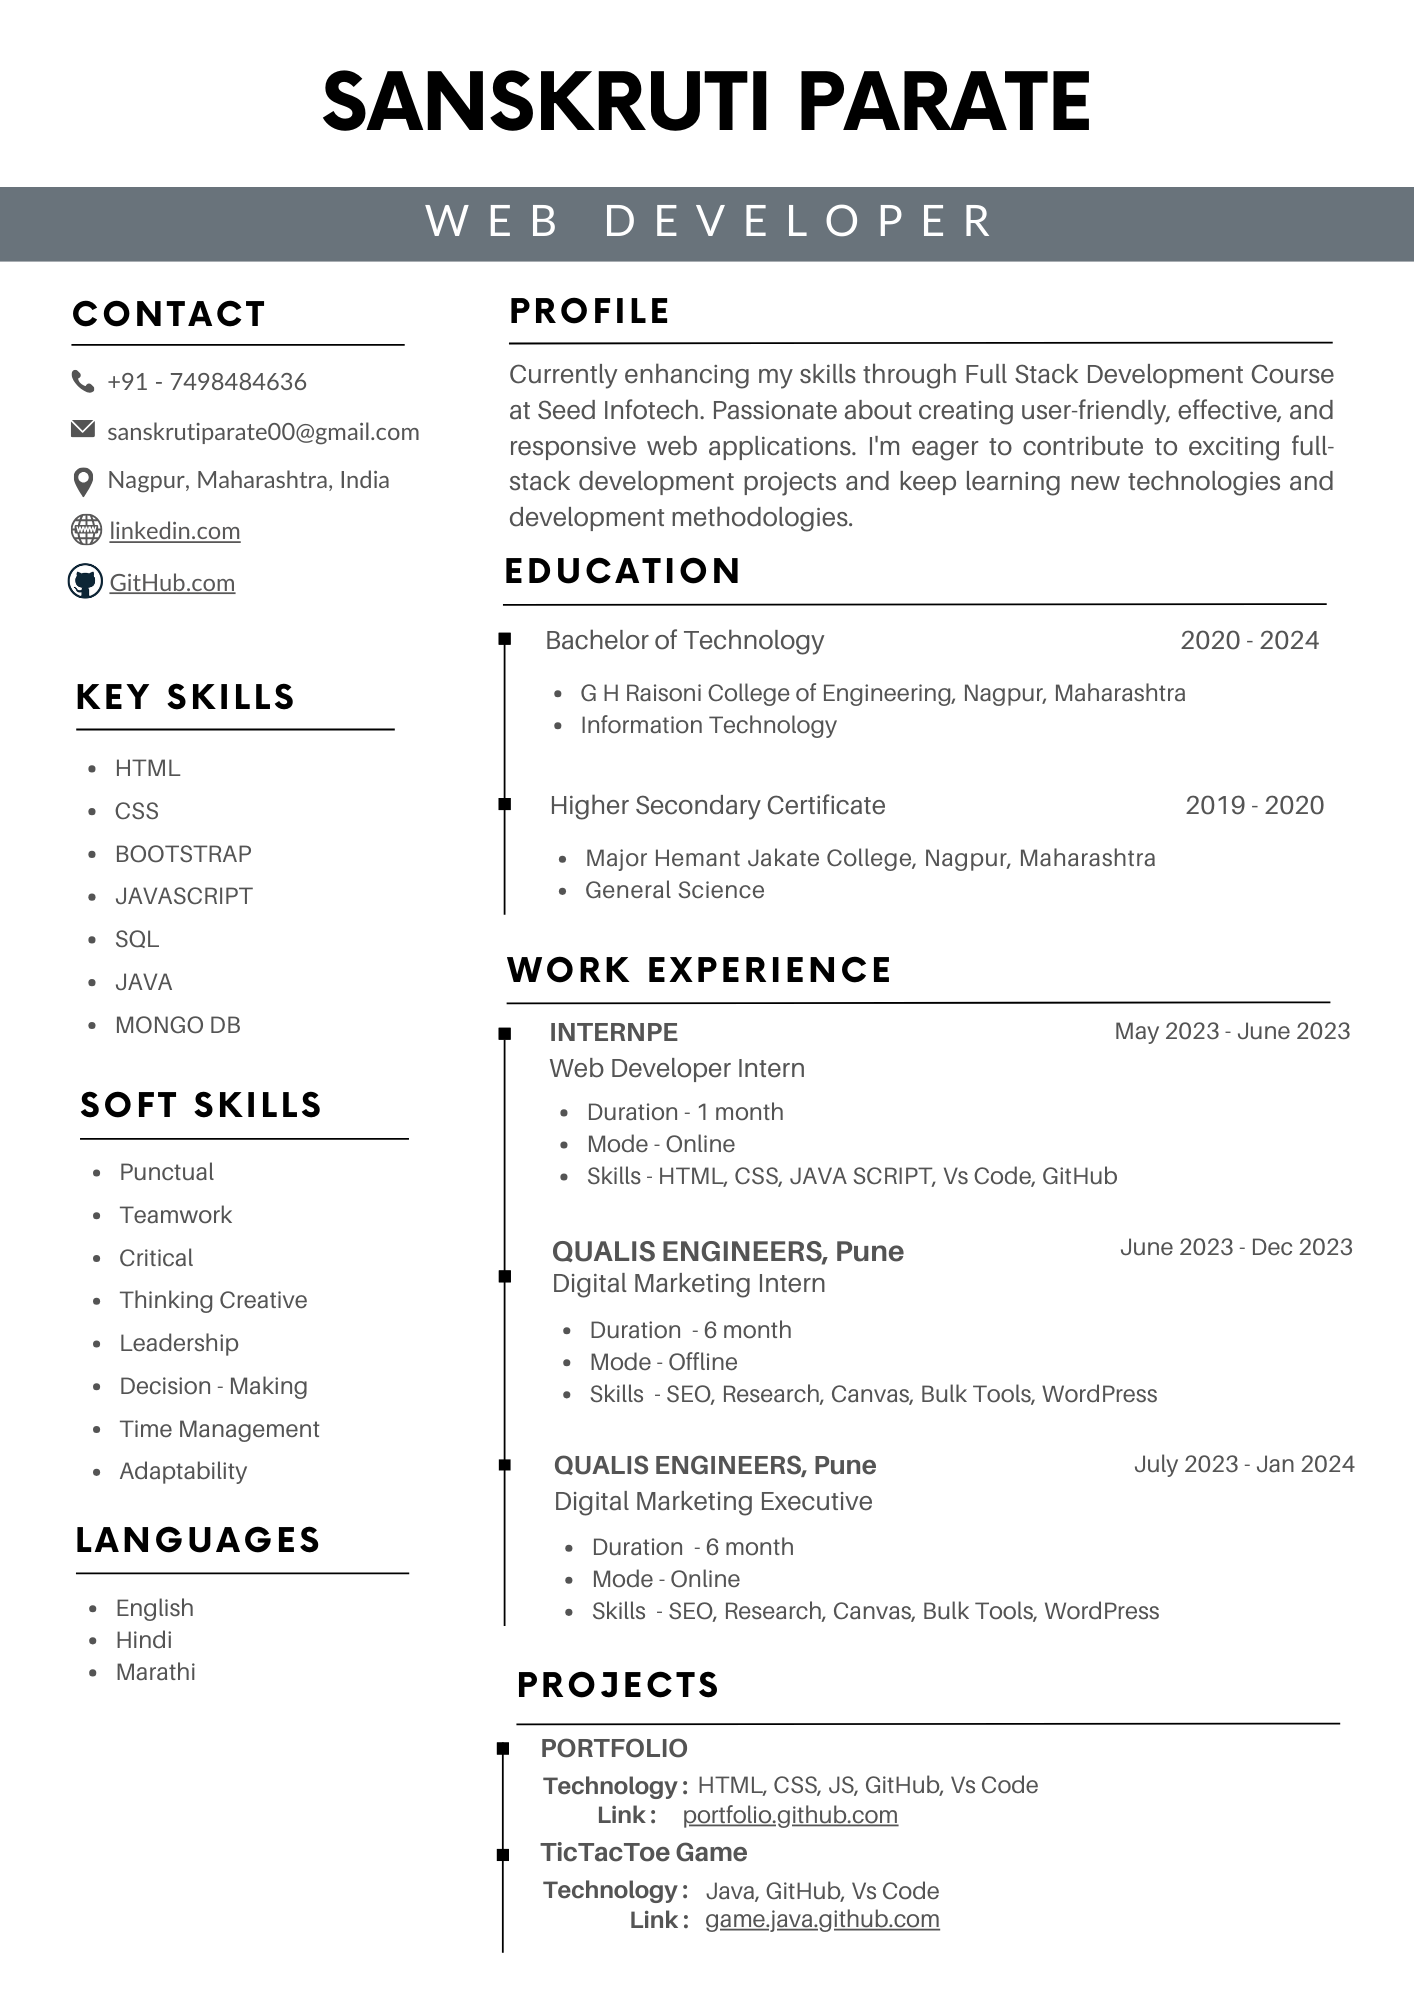 SANSKRUTI PARATE
WEB DEVELOPER
CONTACT
+91 - 7498484636
sanskrutiparate00@gmail.com
Nagpur, Maharashtra, India
www
linkedin.com
GitHub.com
KEY SKILLS
• HTML
• CSS
• BOOTSTRAP
• JAVASCRIPT
• SQL
• JAVA
• MONGO DB
SOFT SKILLS
• Punctual
• Teamwork
• Critical
• Thinking Creative
• Leadership
• Decision - Making
• Time Management
• Adaptability
LANGUAGES
• English
• Hindi
• Marathi
PROFILE
Currently enhancing my skills through Full Stack Development Course
at Seed Infotech. Passionate about creating user-friendly, effective, and
responsive web applications. I'm eager to contribute to exciting full-
stack development projects and keep learning new technologies and
development methodologies.
EDUCATION
Bachelor of Technology 2020 - 2024
• G H Raisoni College of Engineering, Nagpur, Maharashtra
• Information Technology
Higher Secondary Certificate 2019 - 2020
• Major Hemant Jakate College, Nagpur, Maharashtra
• General Science
WORK EXPERIENCE
INTERNPE May 2023 - June 2023
Web Developer Intern
• Duration - 1 month
• Mode - Online
• Skills - HTML, CSS, JAVA SCRIPT, Vs Code, GitHub
QUALIS ENGINEERS, Pune June 2023 - Dec 2023
Digital Marketing Intern
• Duration - 6 month
• Mode - Offline
• Skills - SEO, Research, Canvas, Bulk Tools, WordPress
QUALIS ENGINEERS, Pune July 2023 - Jan 2024
Digital Marketing Executive
• Duration - 6 month
• Mode - Online
• Skills - SEO, Research, Canvas, Bulk Tools, WordPress
PROJECTS
PORTFOLIO
Technology : HTML, CSS, JS, GitHub, Vs Code
Link : portfolio.github.com
TicTacToe Game
Technology : Java, GitHub, Vs Code
Link : game.java.github.com